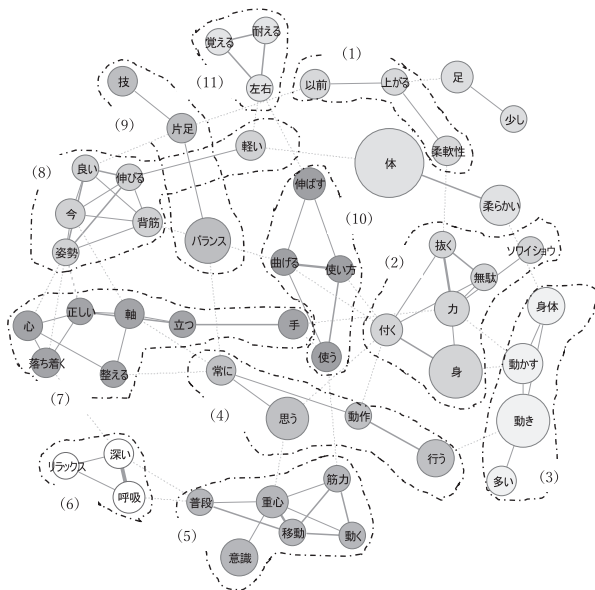 覚える
耐える
左右
(11)
(1)
以前
上がる
足
少し
柔軟性
技
(9)
片足
軽い
体
柔らかい
(8)
良い
伸びる
今
背筋
姿勢
バランス
伸ばす
(10)
曲げる
使い方
使う
(2)
抜く
ソワイショウ
無駄
力
付く
身
身体
動かす
動き
多い
(3)
心
正しい
軸
立つ
手
落ち着く
整える
(7)
常に
(4)
思う
動作
行う
深い
リラックス
呼吸
(6)
普段
重心
筋力
移動
動く
(5)
意識